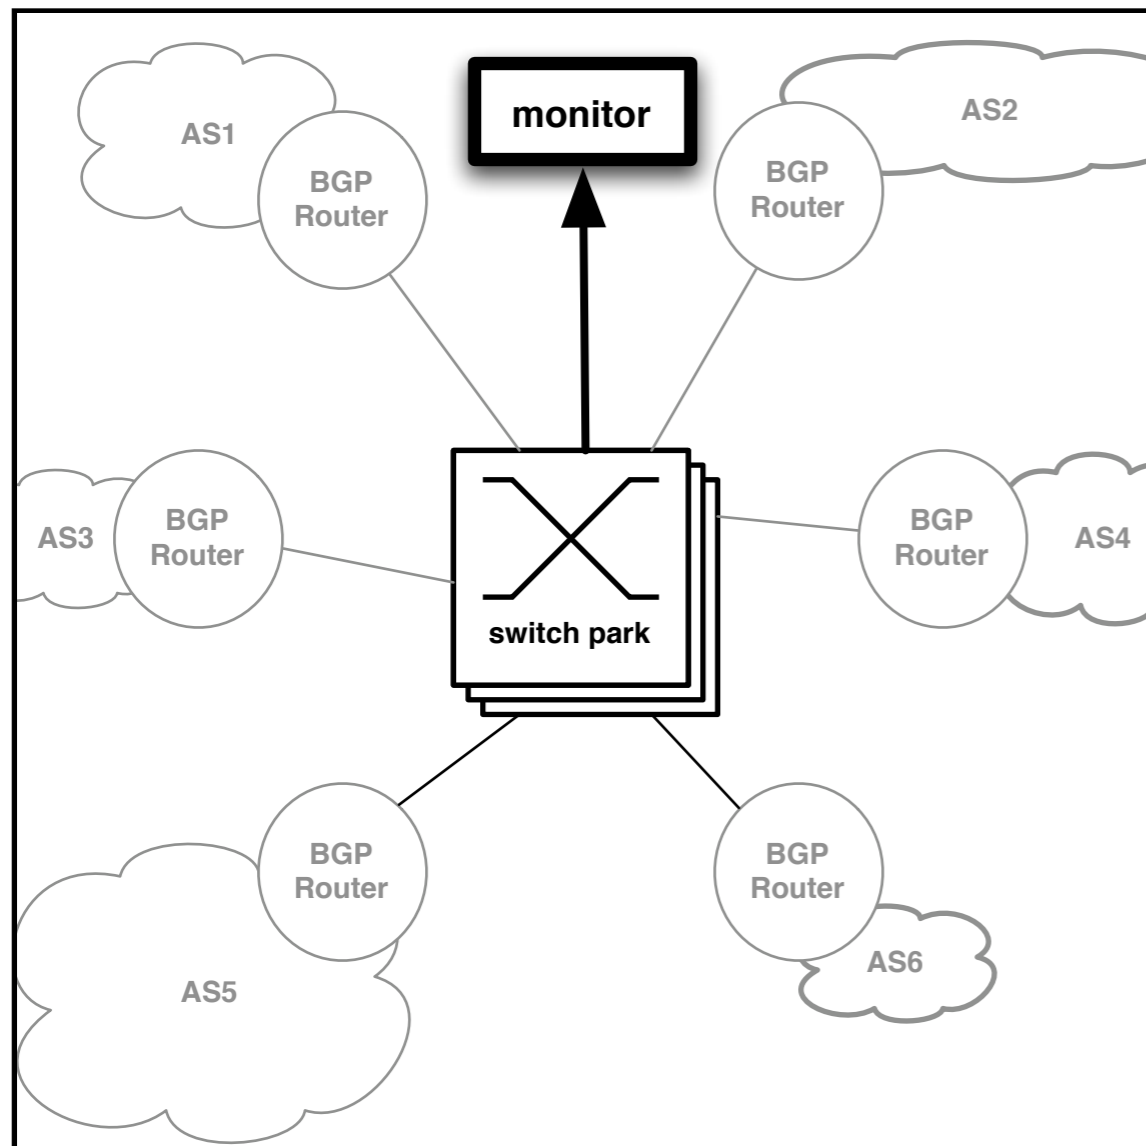 monitor
AS1
BGP
Router
AS2
BGP
Router
AS3
BGP
Router
BGP
Router
AS4
switch park
BGP
Router
AS5
BGP
Router
AS6